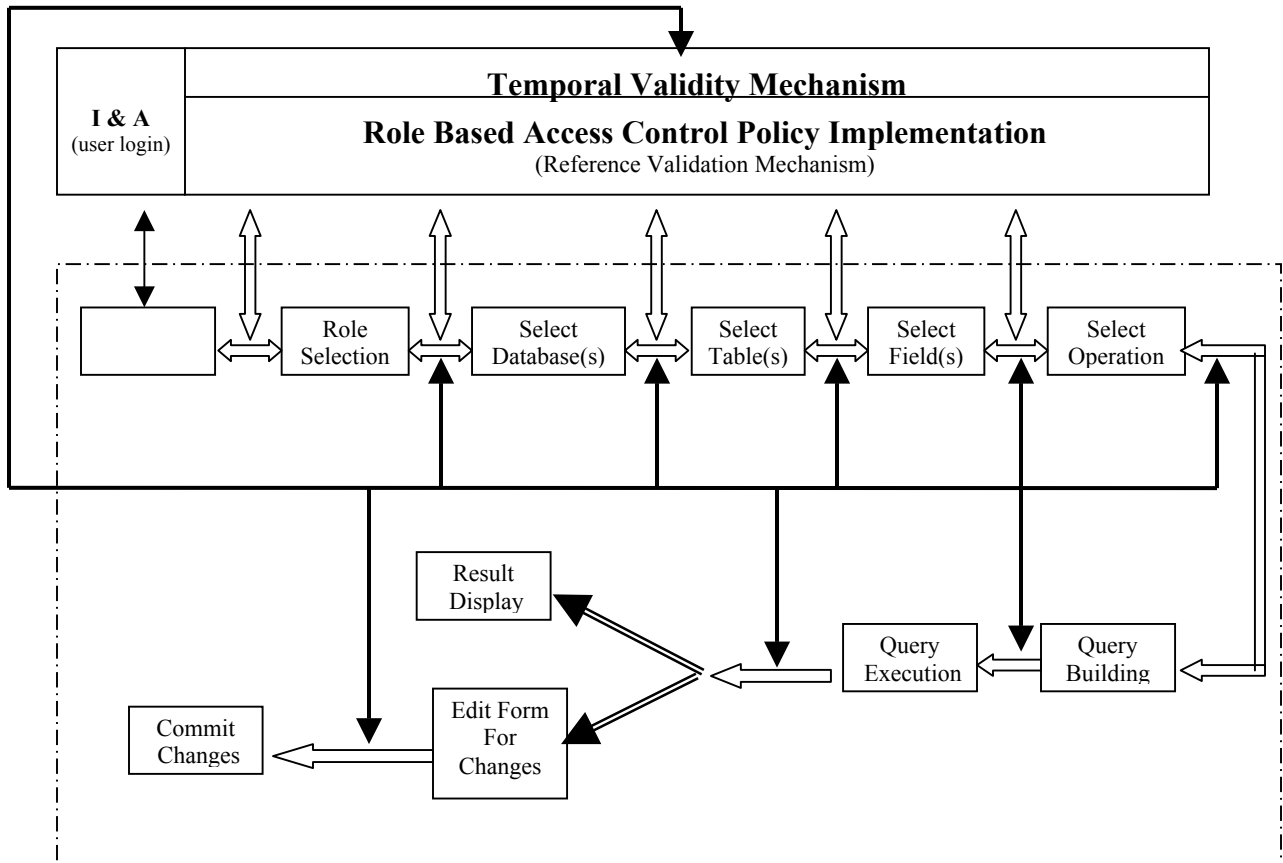 Temporal Validity Mechanism
I & A
(user login)
Role Based Access Control Policy Implementation
(Reference Validation Mechanism)
Role
Selection
Select
Database(s)
Select
Table(s)
Select
Field(s)
Select
Operation
Result
Display
Query
Execution
Query
Building
Edit Form
For
Changes
Commit
Changes